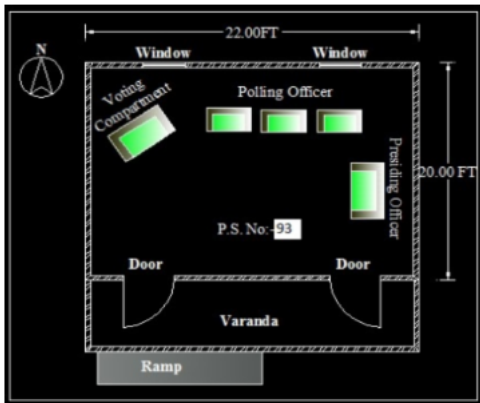 22.00FT
N
Window
Window
Voting
Compartment
Polling Officer
Presiding Officer
20.00 FT
P.S. No:-93
Door
Door
Varanda
Ramp